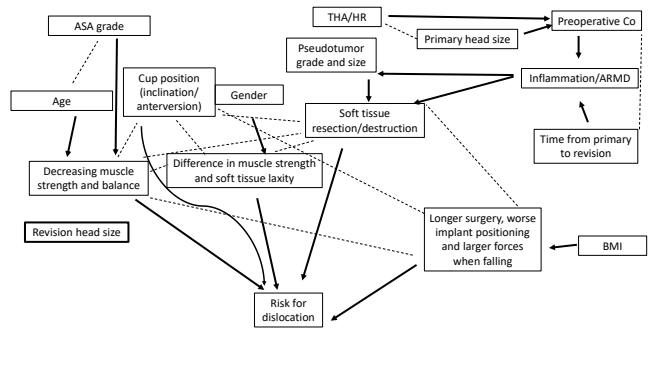 THA/HR
Preoperative Co
ASA grade
Primary head size
Pseudotumor
grade and size
Cup position
(inclination/
anterversion)
Inflammation/ARMD
Gender
Age
Soft tissue
resection/destruction
Time from primary
to revision
Decreasing muscle
strength and balance
Difference in muscle strength
and soft tissue laxity
Revision head size
Longer surgery, worse
implant positioning
and larger forces
when falling
BMI
Risk for
dislocation